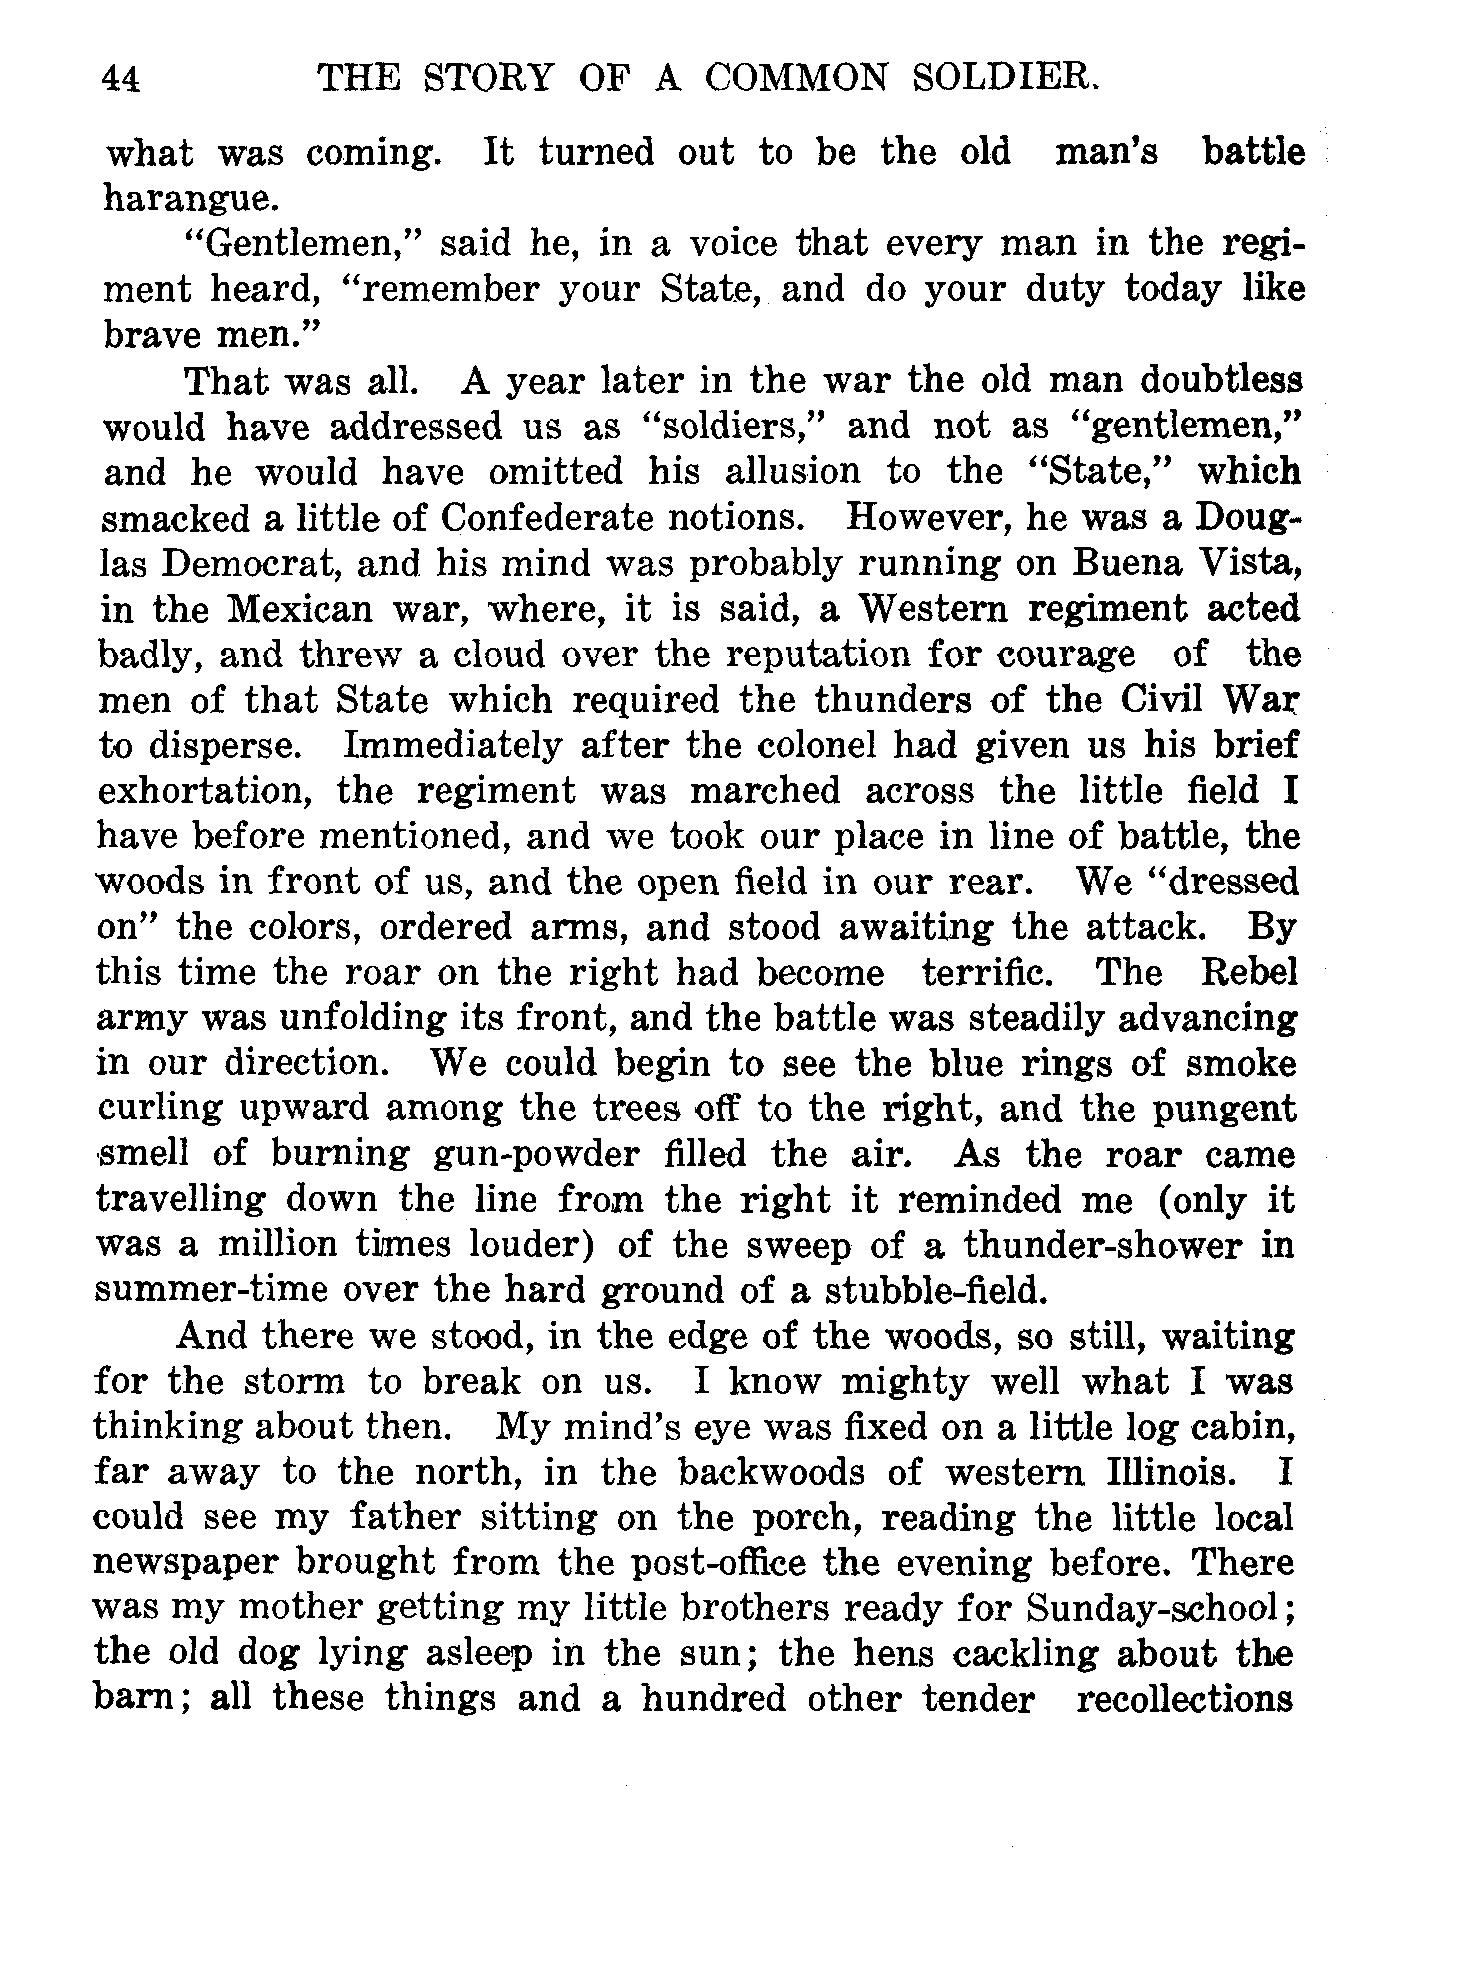 44 THE STORY OF A COMMON SOLDIER.
what was coming. It turned out to be the old man's battle
harangue.
“Gentlemen,” said he, in a voice that every man in the regi-
ment heard, “remember your State, and do your duty today like
brave men.”
That was all. A year later in the war the old man doubtless
would have addressed us as “soldiers,” and not as “gentlemen,”
and he would have omitted his allusion to the “State,” which
smacked a little of Confederate notions. However, he was a Doug-
las Democrat, and his mind was probably running on Buena Vista,
in the Mexican war, where, it is said, a Western regiment acted
badly, and threw a cloud over the reputation for courage of the
men of that State which required the thunders of the Civil War
to disperse. Immediately after the colonel had given us his brief
exhortation, the regiment was marched across the little field I
have before mentioned, and we took our place in line of battle, the
woods in front of us, and the open field in our rear. We “dressed
on” the colors, ordered arms, and stood awaiting the attack. By
this time the roar on the right had become terrific. The Rebel
army was unfolding its front, and the battle was steadily advancing
in our direction. We could begin to see the blue rings of smoke
curling upward among the trees off to the right, and the pungent
smell of burning gun-powder filled the air. As the roar came
travelling down the line from the right it reminded me (only it
was a million times louder) of the sweep of a thunder-shower in
summer-time over the hard ground of a stubble-field.
And there we stood, in the edge of the woods, so still, waiting
for the storm to break on us. I know mighty well what I was
thinking about then. My mind's eye was fixed on a little log cabin,
far away to the north, in the backwoods of western Illinois. I
could see my father sitting on the porch, reading the little local
newspaper brought from the post-office the evening before. There
was my mother getting my little brothers ready for Sunday-school;
the old dog lying asleep in the sun; the hens cackling about the
barn; all these things and a hundred other tender recollections